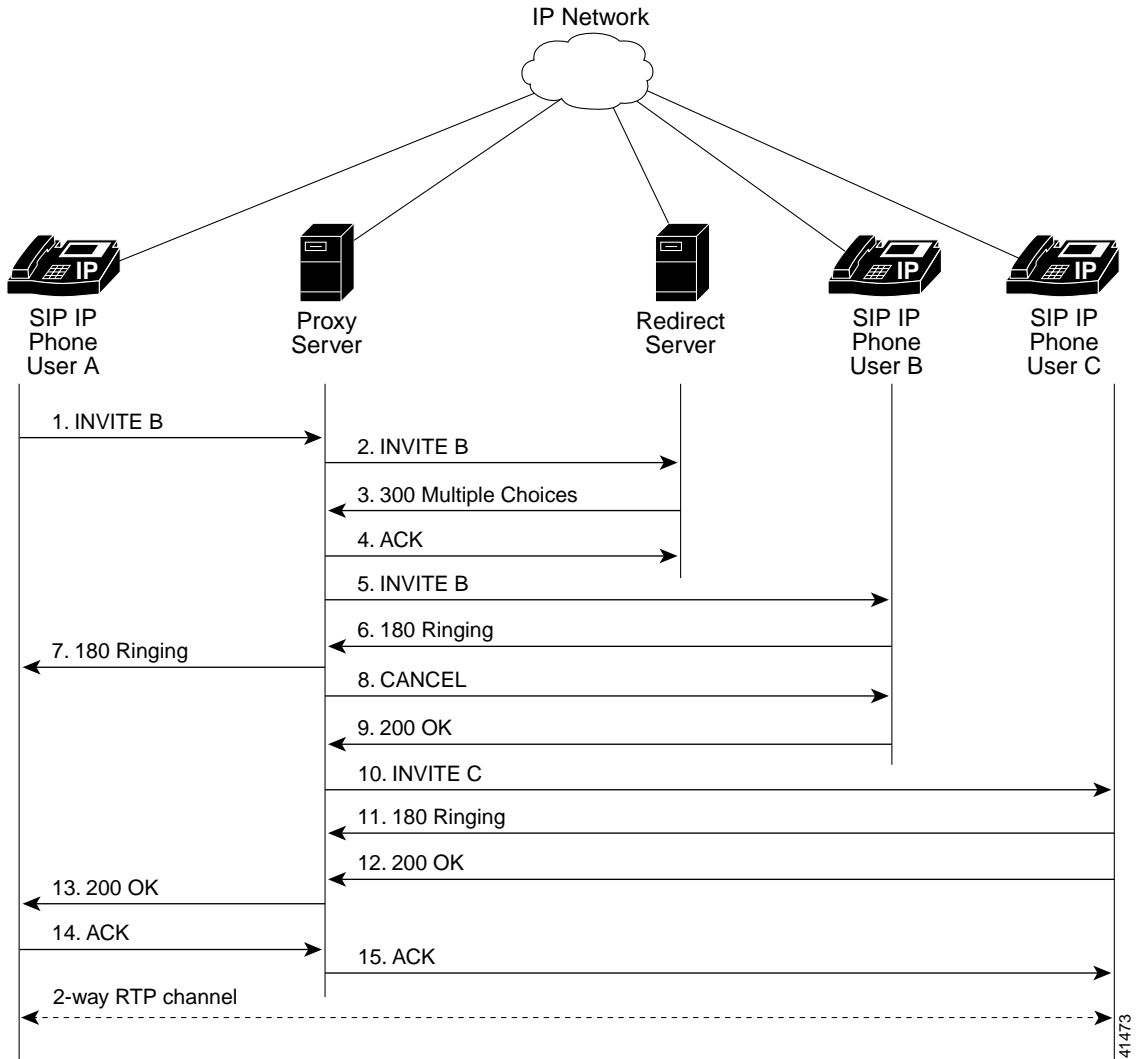 IP Network
IP
IP
IP
SIP IP
Phone
User A
Proxy
Server
Redirect
Server
SIP IP
Phone
User B
SIP IP
Phone
User C
1. INVITE B
2. INVITE B
3. 300 Multiple Choices
4. ACK
5. INVITE B
6. 180 Ringing
7. 180 Ringing
8. CANCEL
9. 200 OK
10. INVITE C
11. 180 Ringing
12. 200 OK
13. 200 OK
14. ACK
15. ACK
2-way RTP channel
41473